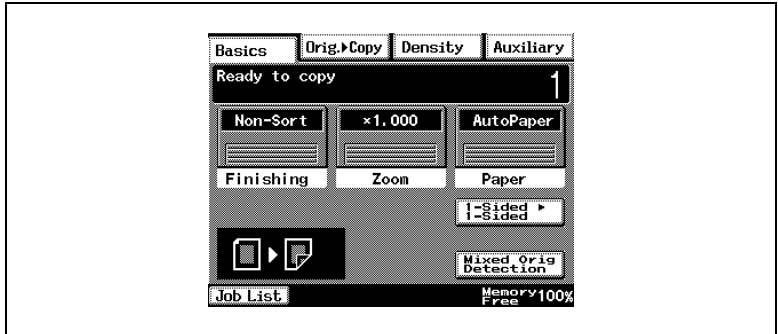 Basics Orig.▸Copy Density Auxiliary
Ready to copy 1
Non-Sort ×1.000 AutoPaper
Finishing Zoom Paper
1-Sided ▸
1-Sided
Mixed Orig
Detection
Job List Memory
Free 100%